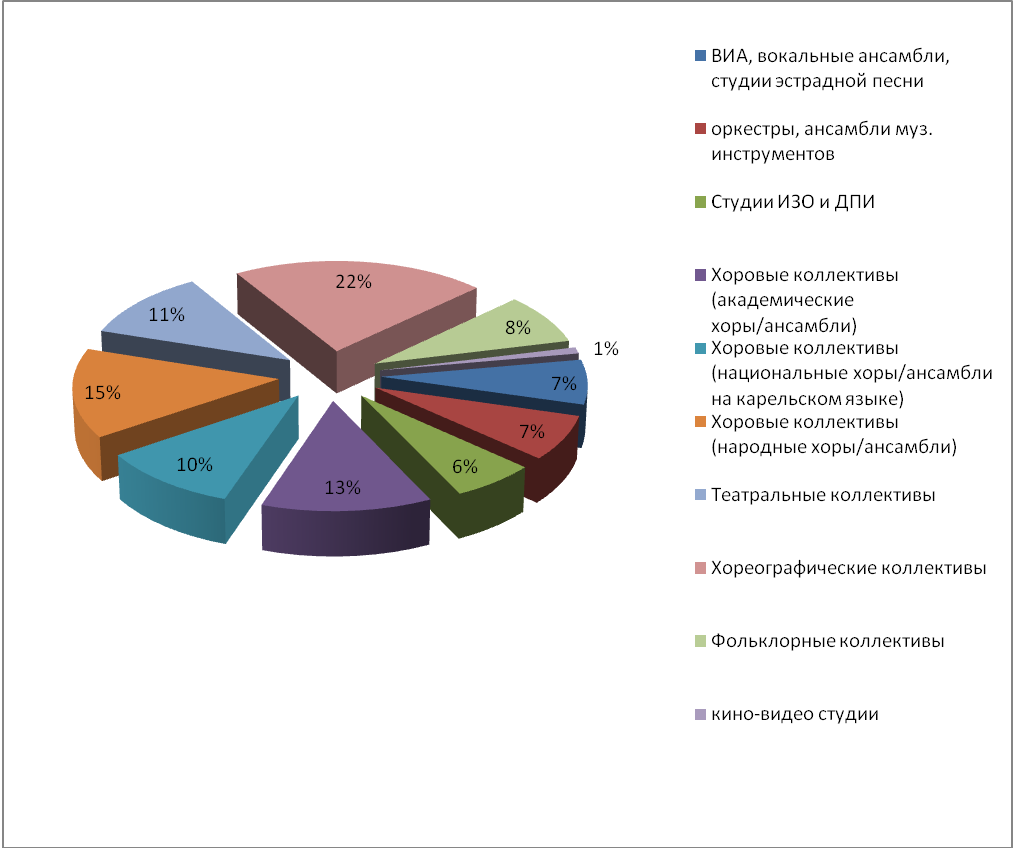 22%
11%
8%
1%
15%
7%
7%
10%
6%
13%
ВИА, вокальные ансамбли,
студии эстрадной песни
оркестры, ансамбли муз.
инструментов
Студии ИЗО и ДПИ
Хоровые коллективы
(академические
хоры/ансамбли)
Хоровые коллективы
(национальные хоры/ансамбли
на карельском языке)
Хоровые коллективы
(народные хоры/ансамбли)
Театральные коллективы
Хореографические коллективы
Фольклорные коллективы
кино-видео студии